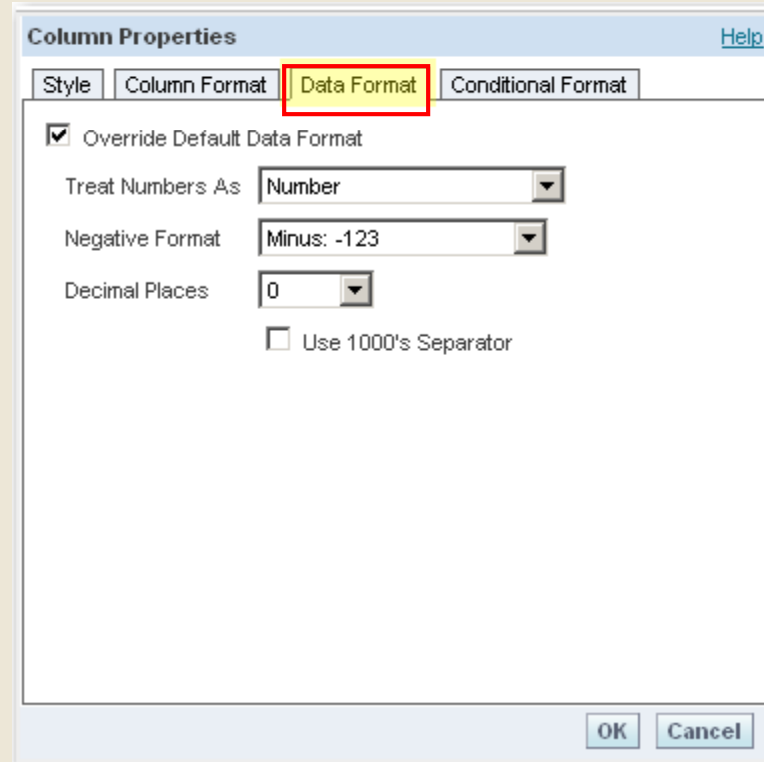 Column Properties Help
Style Column Format Data Format Conditional Format
Override Default Data Format
Treat Numbers As Number
Negative Format Minus: -123
Decimal Places 0
Use 1000's Separator
OK Cancel